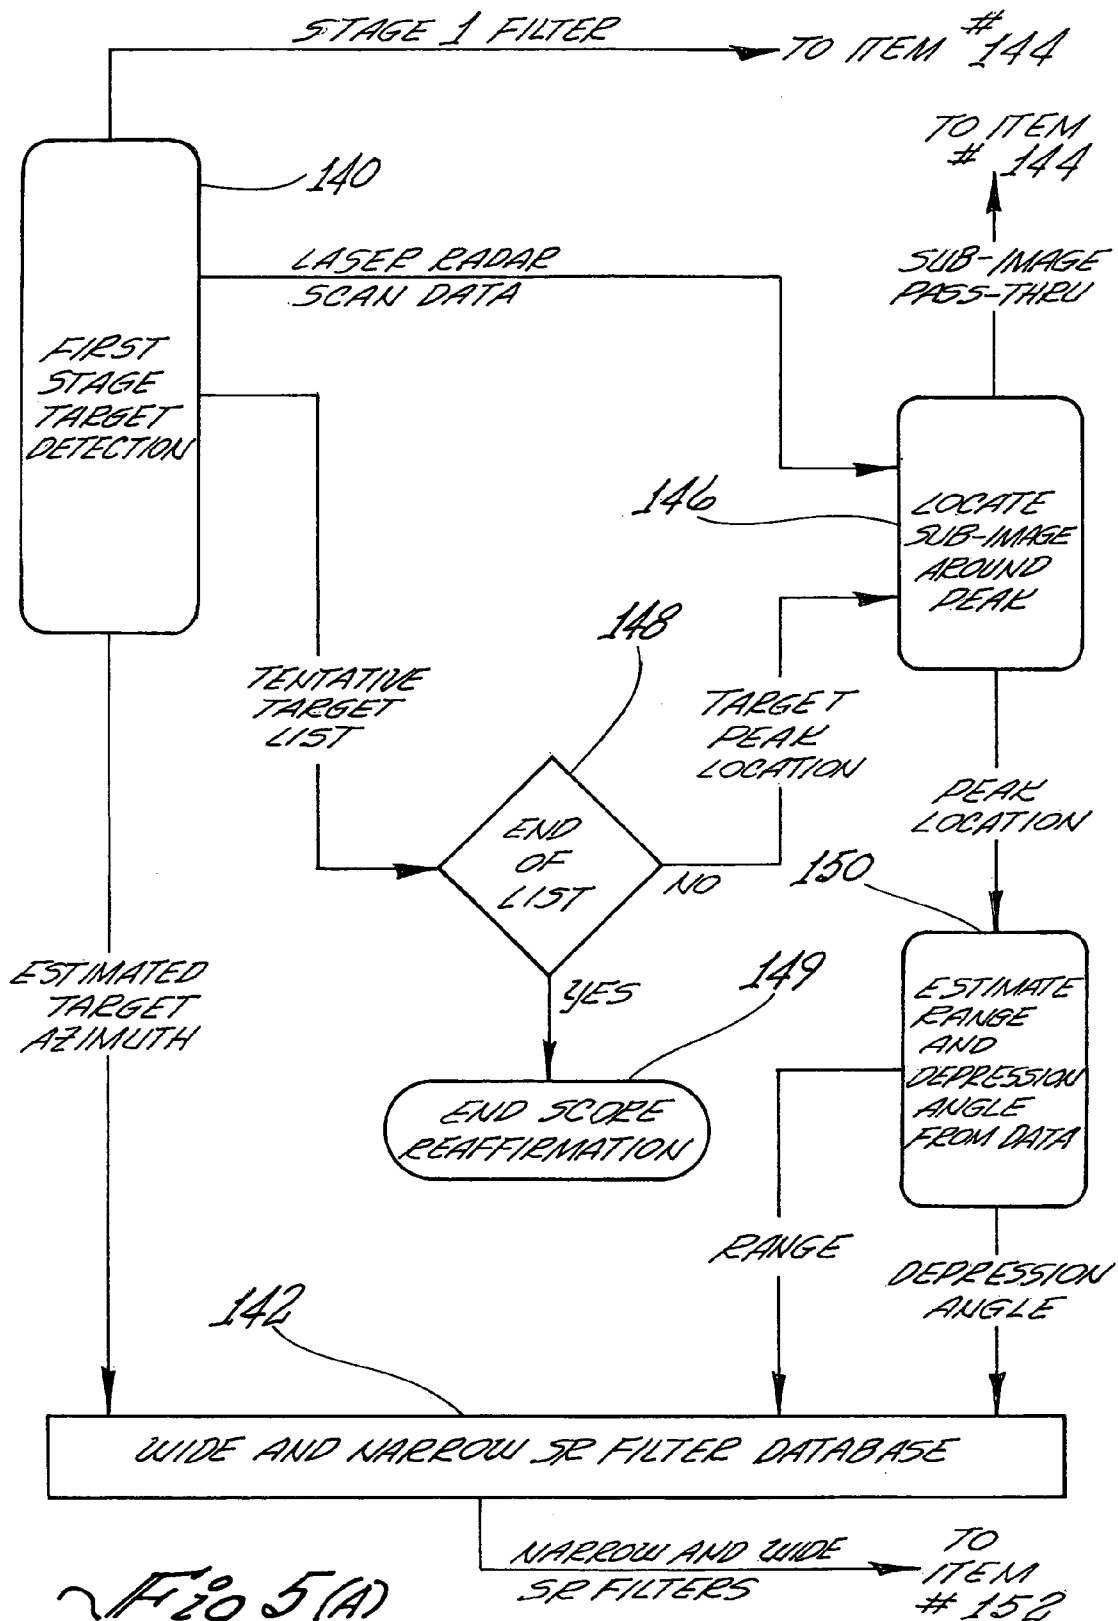 STAGE 1 FILTER
TO ITEM # 144
TO ITEM
# 144
140
LASER RADAR
SCAN DATA
SUB-IMAGE
PASS-THRU
FIRST
STAGE
TARGET
DETECTION
146
LOCATE
SUB-IMAGE
AROUND
PEAK
148
TENTATIVE
TARGET
LIST
TARGET
PEAK
LOCATION
END
OF
LIST
NO
YES
PEAK
LOCATION
150
149
ESTIMATED
TARGET
AZIMUTH
ESTIMATE
RANGE
AND
DEPRESSION
ANGLE
FROM DATA
END SCORE
REAFFIRMATION
RANGE
DEPRESSION
ANGLE
142
WIDE AND NARROW SR FILTER DATABASE
NARROW AND WIDE
SR FILTERS
TO
ITEM
# 152
Fig 5(A)